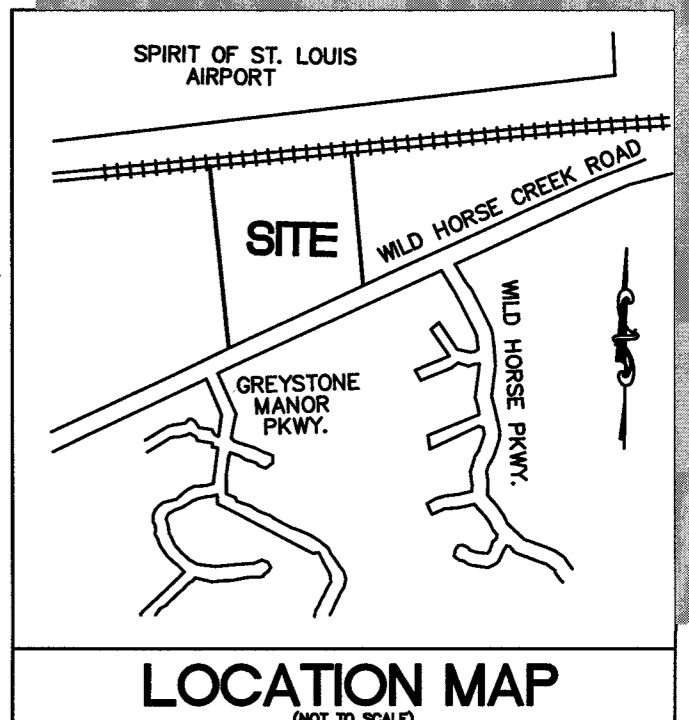 SPIRIT OF ST. LOUIS
AIRPORT
WILD HORSE CREEK ROAD
SITE
WILD HORSE PKWY.
GREYSTONE
MANOR
PKWY.
LOCATION MAP
(NOT TO SCALE)